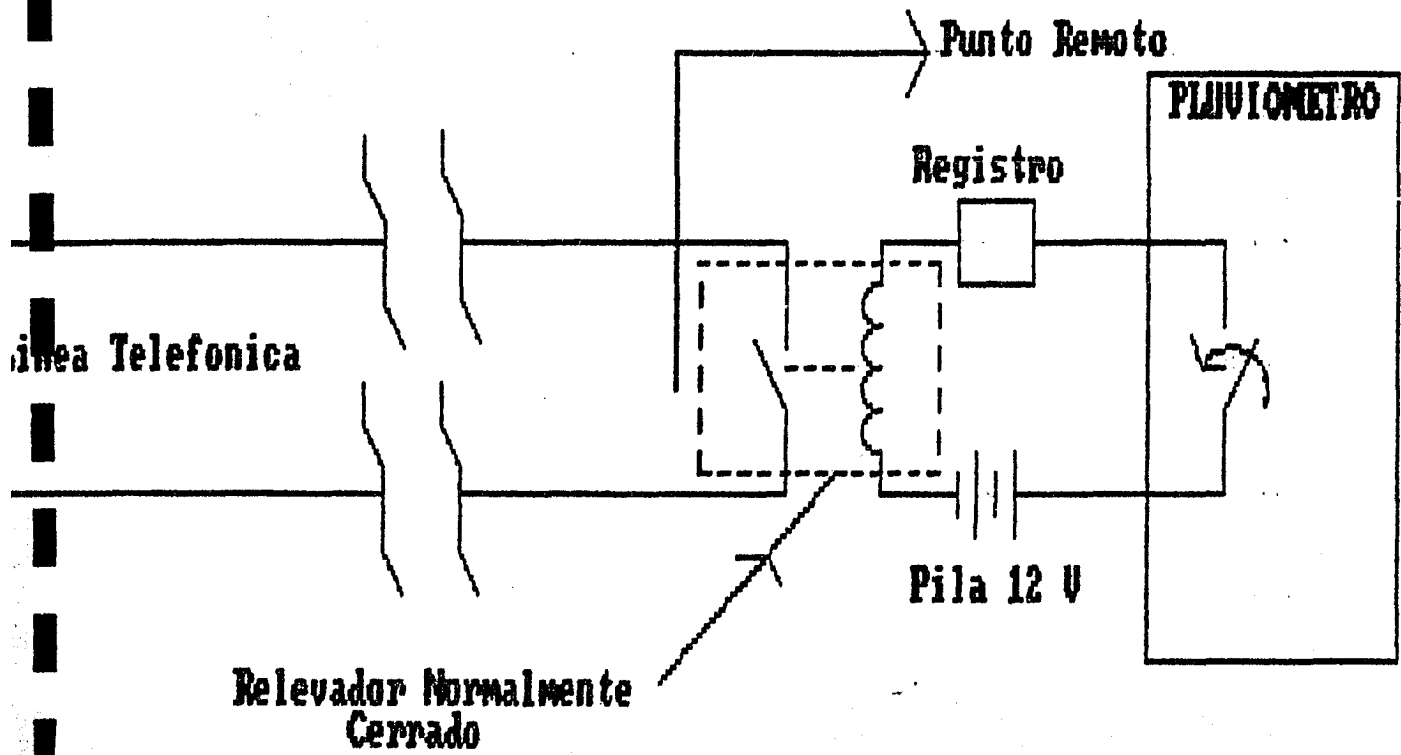 Punto Remoto
PLUVIOMETRO
Registro
inea Telefonica
Pila 12 V
Relevador Normalmente
Cerrado